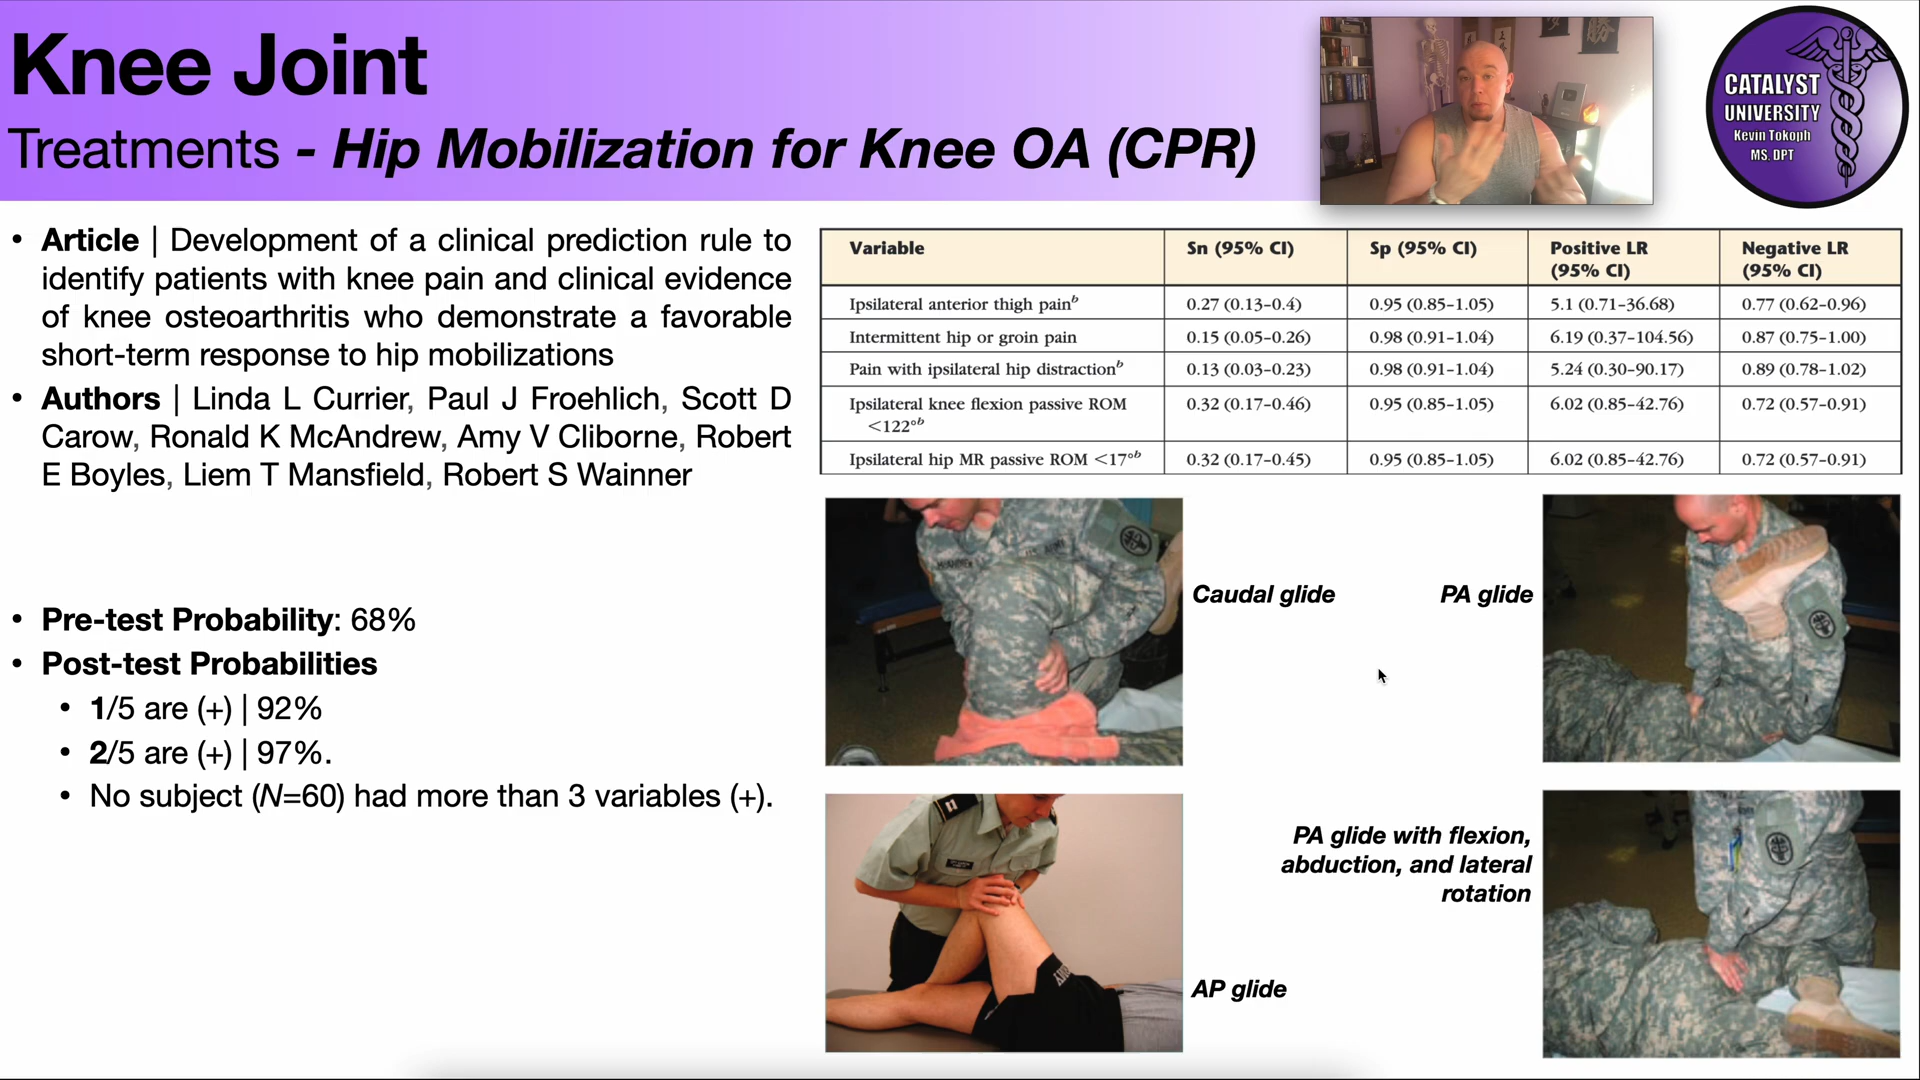 Knee Joint
Treatments - Hip Mobilization for Knee OA (CPR)
CATALYST
UNIVERSITY
Kevin Tokoph
MS, DPT
• Article | Development of a clinical prediction rule to
identify patients with knee pain and clinical evidence
of knee osteoarthritis who demonstrate a favorable
short-term response to hip mobilizations
• Authors | Linda L Currier, Paul J Froehlich, Scott D
Carow, Ronald K McAndrew, Amy V Cliborne, Robert
E Boyles, Liem T Mansfield, Robert S Wainner
• Pre-test Probability: 68%
• Post-test Probabilities
• 1/5 are (+) | 92%
• 2/5 are (+) | 97%.
• No subject (N=60) had more than 3 variables (+).
Variable Sn (95% CI) Sp (95% CI) Positive LR (95% CI) Negative LR (95% CI)
Ipsilateral anterior thigh pain^b 0.27 (0.13–0.4) 0.95 (0.85–1.05) 5.1 (0.71–36.68) 0.77 (0.62–0.96)
Intermittent hip or groin pain 0.15 (0.05–0.26) 0.98 (0.91–1.04) 6.19 (0.37–104.56) 0.87 (0.75–1.00)
Pain with ipsilateral hip distraction^b 0.13 (0.03–0.23) 0.98 (0.91–1.04) 5.24 (0.30–90.17) 0.89 (0.78–1.02)
Ipsilateral knee flexion passive ROM <122°^b 0.32 (0.17–0.46) 0.95 (0.85–1.05) 6.02 (0.85–42.76) 0.72 (0.57–0.91)
Ipsilateral hip MR passive ROM <17°^b 0.32 (0.17–0.45) 0.95 (0.85–1.05) 6.02 (0.85–42.76) 0.72 (0.57–0.91)
Caudal glide
PA glide
PA glide with flexion,
abduction, and lateral
rotation
AP glide